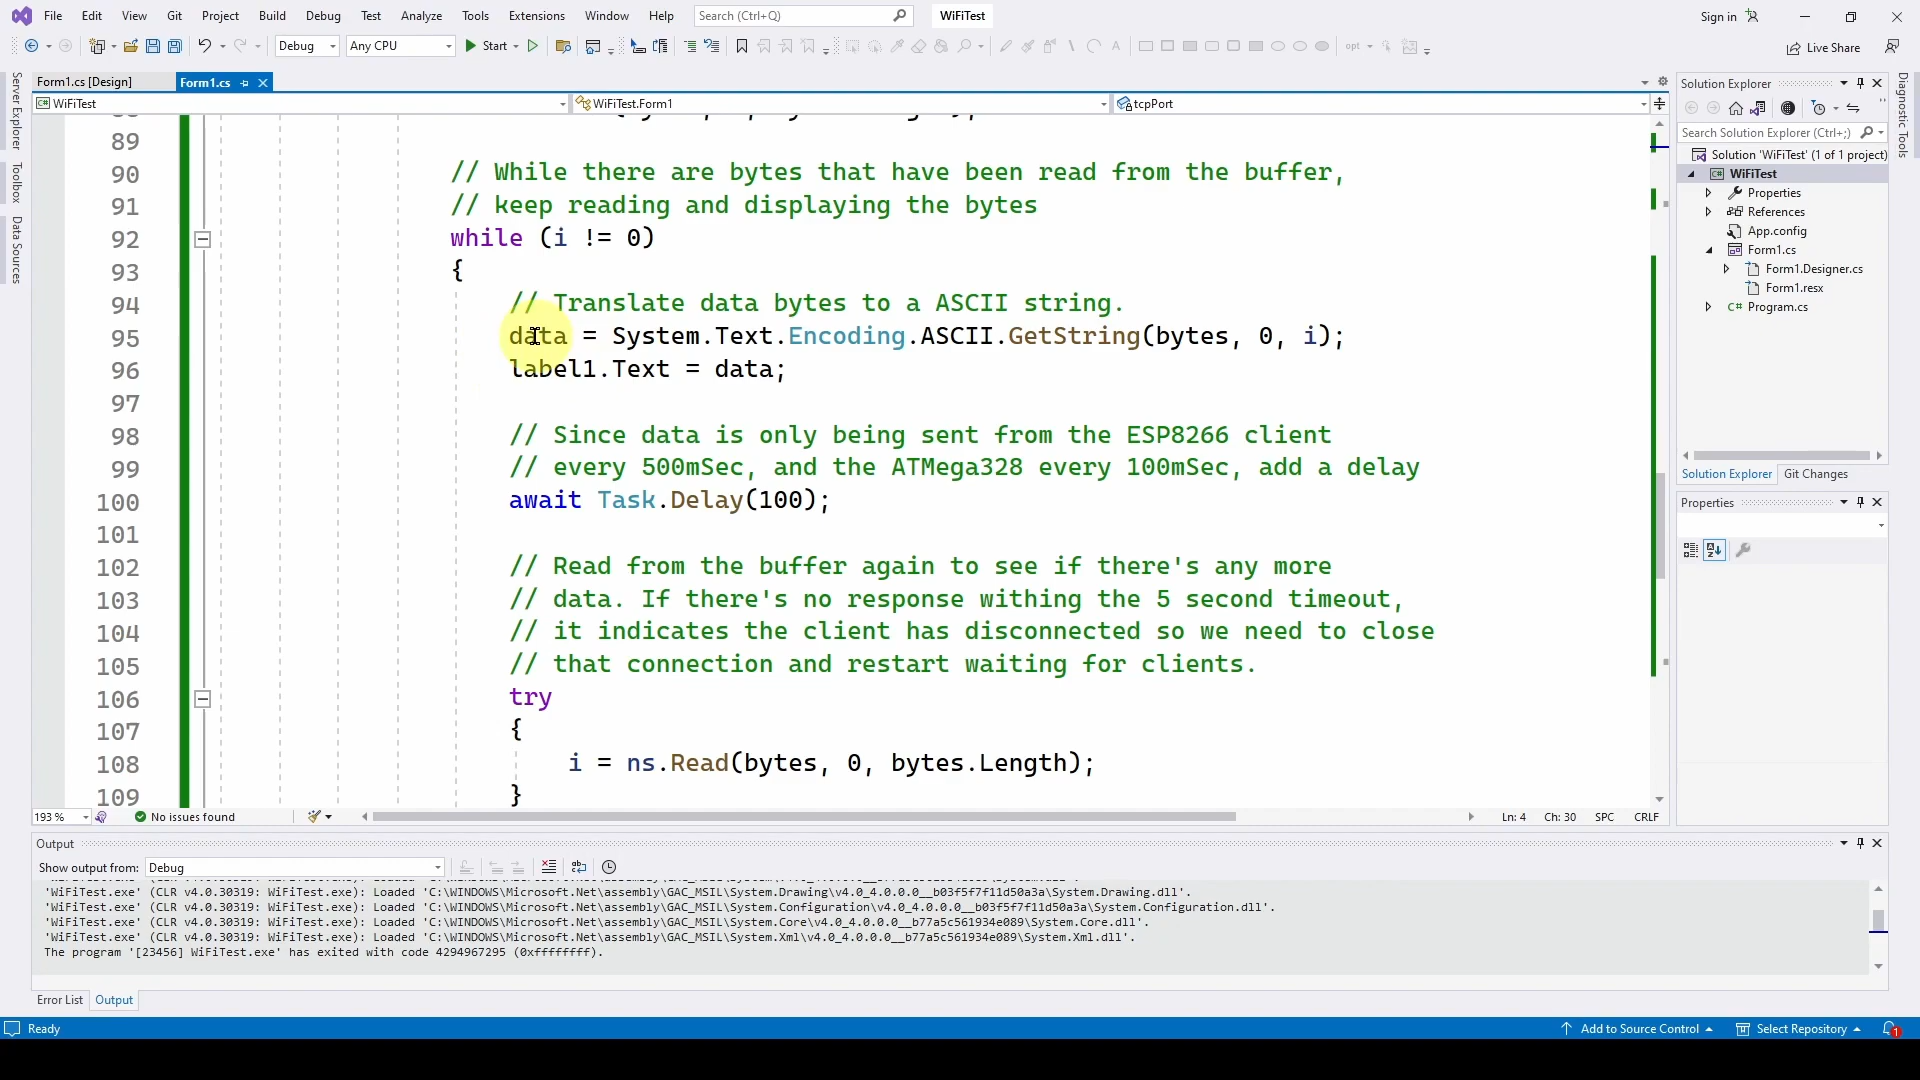 File Edit View Git Project Build Debug Test Analyze Tools Extensions Window Help Search (Ctrl+Q) WiFiTest Sign in
Debug Any CPU Start opt Live Share
Server Explorer
Toolbox
Data Sources
Form1.cs [Design] Form1.cs
WiFiTest WiFiTest.Form1 tcpPort
89
90 // While there are bytes that have been read from the buffer,
91 // keep reading and displaying the bytes
92 while (i != 0)
93 {
94 // Translate data bytes to a ASCII string.
95 data = System.Text.Encoding.ASCII.GetString(bytes, 0, i);
96 label1.Text = data;
97
98 // Since data is only being sent from the ESP8266 client
99 // every 500mSec, and the ATMega328 every 100mSec, add a delay
100 await Task.Delay(100);
101
102 // Read from the buffer again to see if there's any more
103 // data. If there's no response withing the 5 second timeout,
104 // it indicates the client has disconnected so we need to close
105 // that connection and restart waiting for clients.
106 try
107 {
108 i = ns.Read(bytes, 0, bytes.Length);
109 }
193 % No issues found Ln: 4 Ch: 30 SPC CRLF
Solution Explorer
Search Solution Explorer (Ctrl+;)
Solution 'WiFiTest' (1 of 1 project)
WiFiTest
Properties
References
App.config
Form1.cs
Form1.Designer.cs
Form1.resx
Program.cs
Solution Explorer Git Changes
Properties
Diagnostic Tools
Output
Show output from: Debug
'WiFiTest.exe' (CLR v4.0.30319: WiFiTest.exe): Loaded 'C:\WINDOWS\Microsoft.Net\assembly\GAC_MSIL\System.Drawing\v4.0_4.0.0.0__b03f5f7f11d50a3a\System.Drawing.dll'.
'WiFiTest.exe' (CLR v4.0.30319: WiFiTest.exe): Loaded 'C:\WINDOWS\Microsoft.Net\assembly\GAC_MSIL\System.Configuration\v4.0_4.0.0.0__b03f5f7f11d50a3a\System.Configuration.dll'.
'WiFiTest.exe' (CLR v4.0.30319: WiFiTest.exe): Loaded 'C:\WINDOWS\Microsoft.Net\assembly\GAC_MSIL\System.Core\v4.0_4.0.0.0__b77a5c561934e089\System.Core.dll'.
'WiFiTest.exe' (CLR v4.0.30319: WiFiTest.exe): Loaded 'C:\WINDOWS\Microsoft.Net\assembly\GAC_MSIL\System.Xml\v4.0_4.0.0.0__b77a5c561934e089\System.Xml.dll'.
The program '[23456] WiFiTest.exe' has exited with code 4294967295 (0xffffffff).
Error List Output
Ready Add to Source Control Select Repository 1